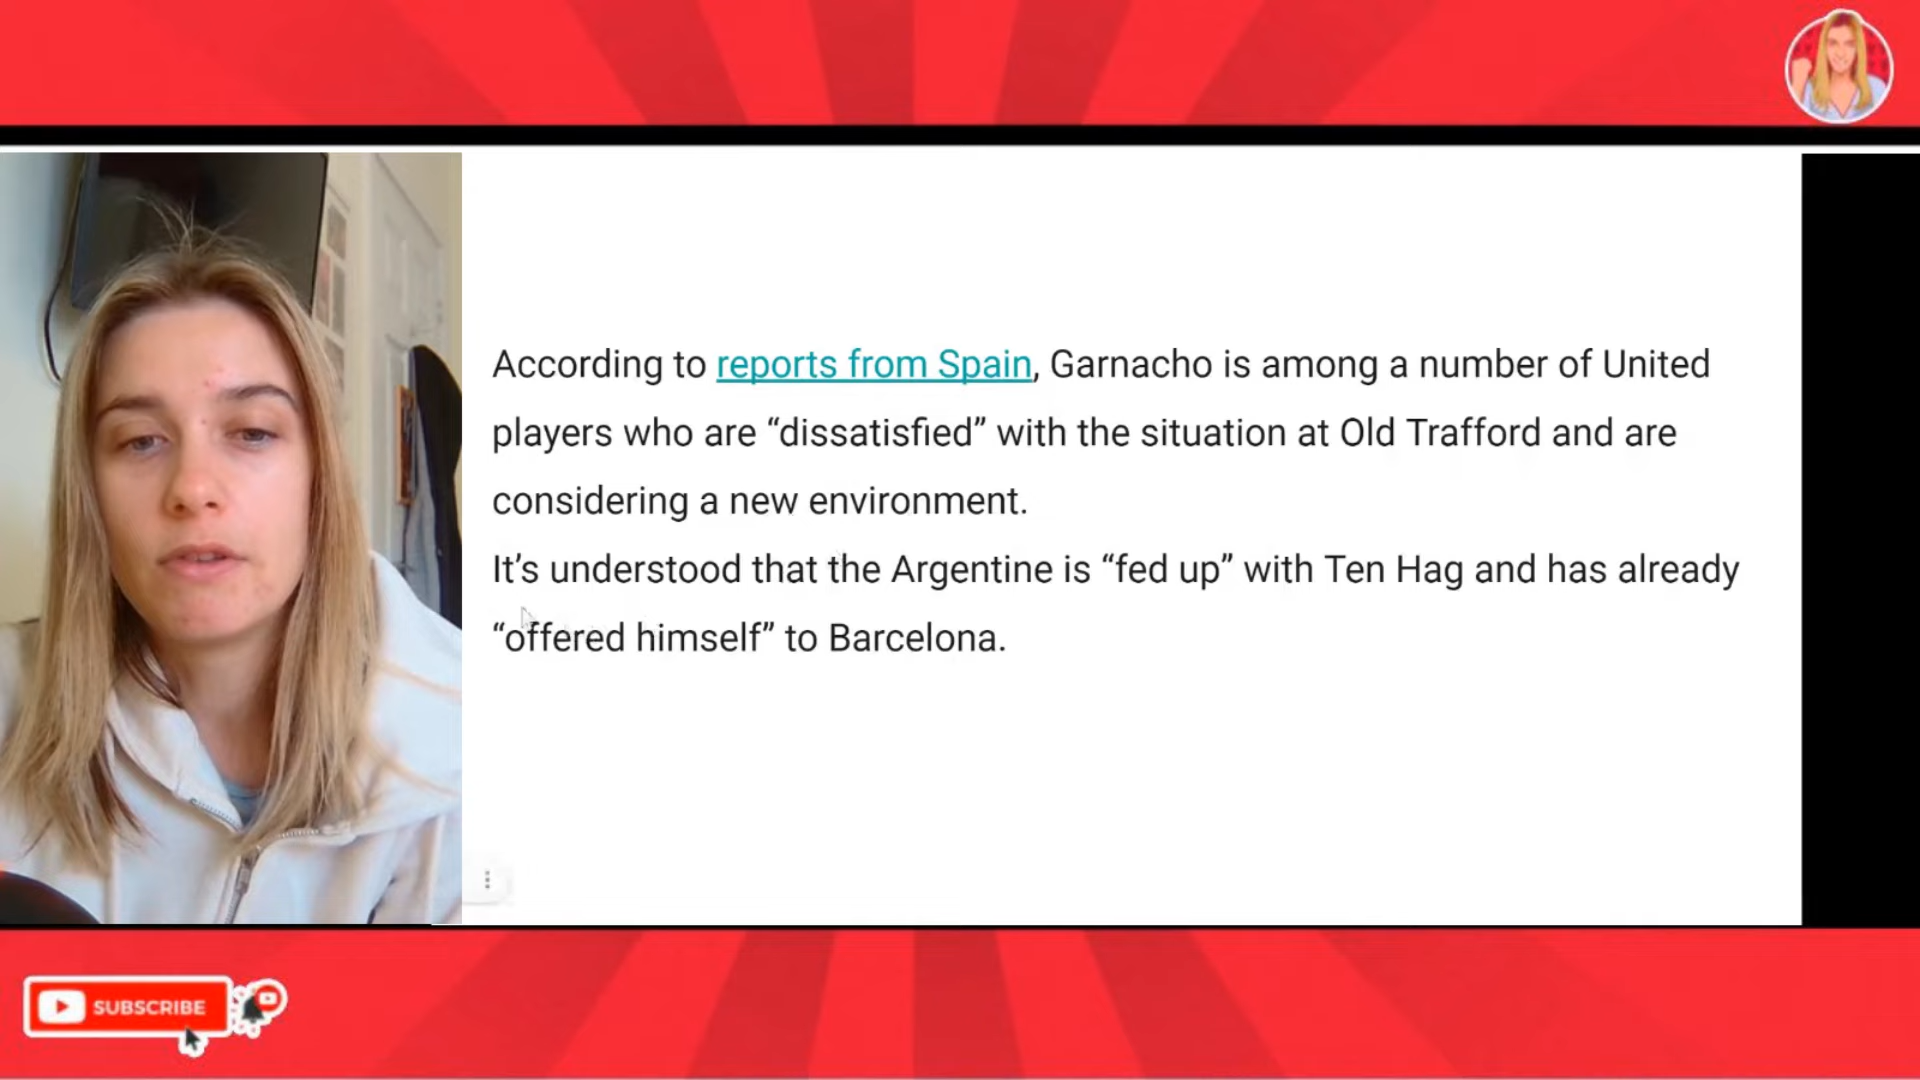 According to reports from Spain, Garnacho is among a number of United
players who are “dissatisfied” with the situation at Old Trafford and are
considering a new environment.
It’s understood that the Argentine is “fed up” with Ten Hag and has already
“offered himself” to Barcelona.
SUBSCRIBE